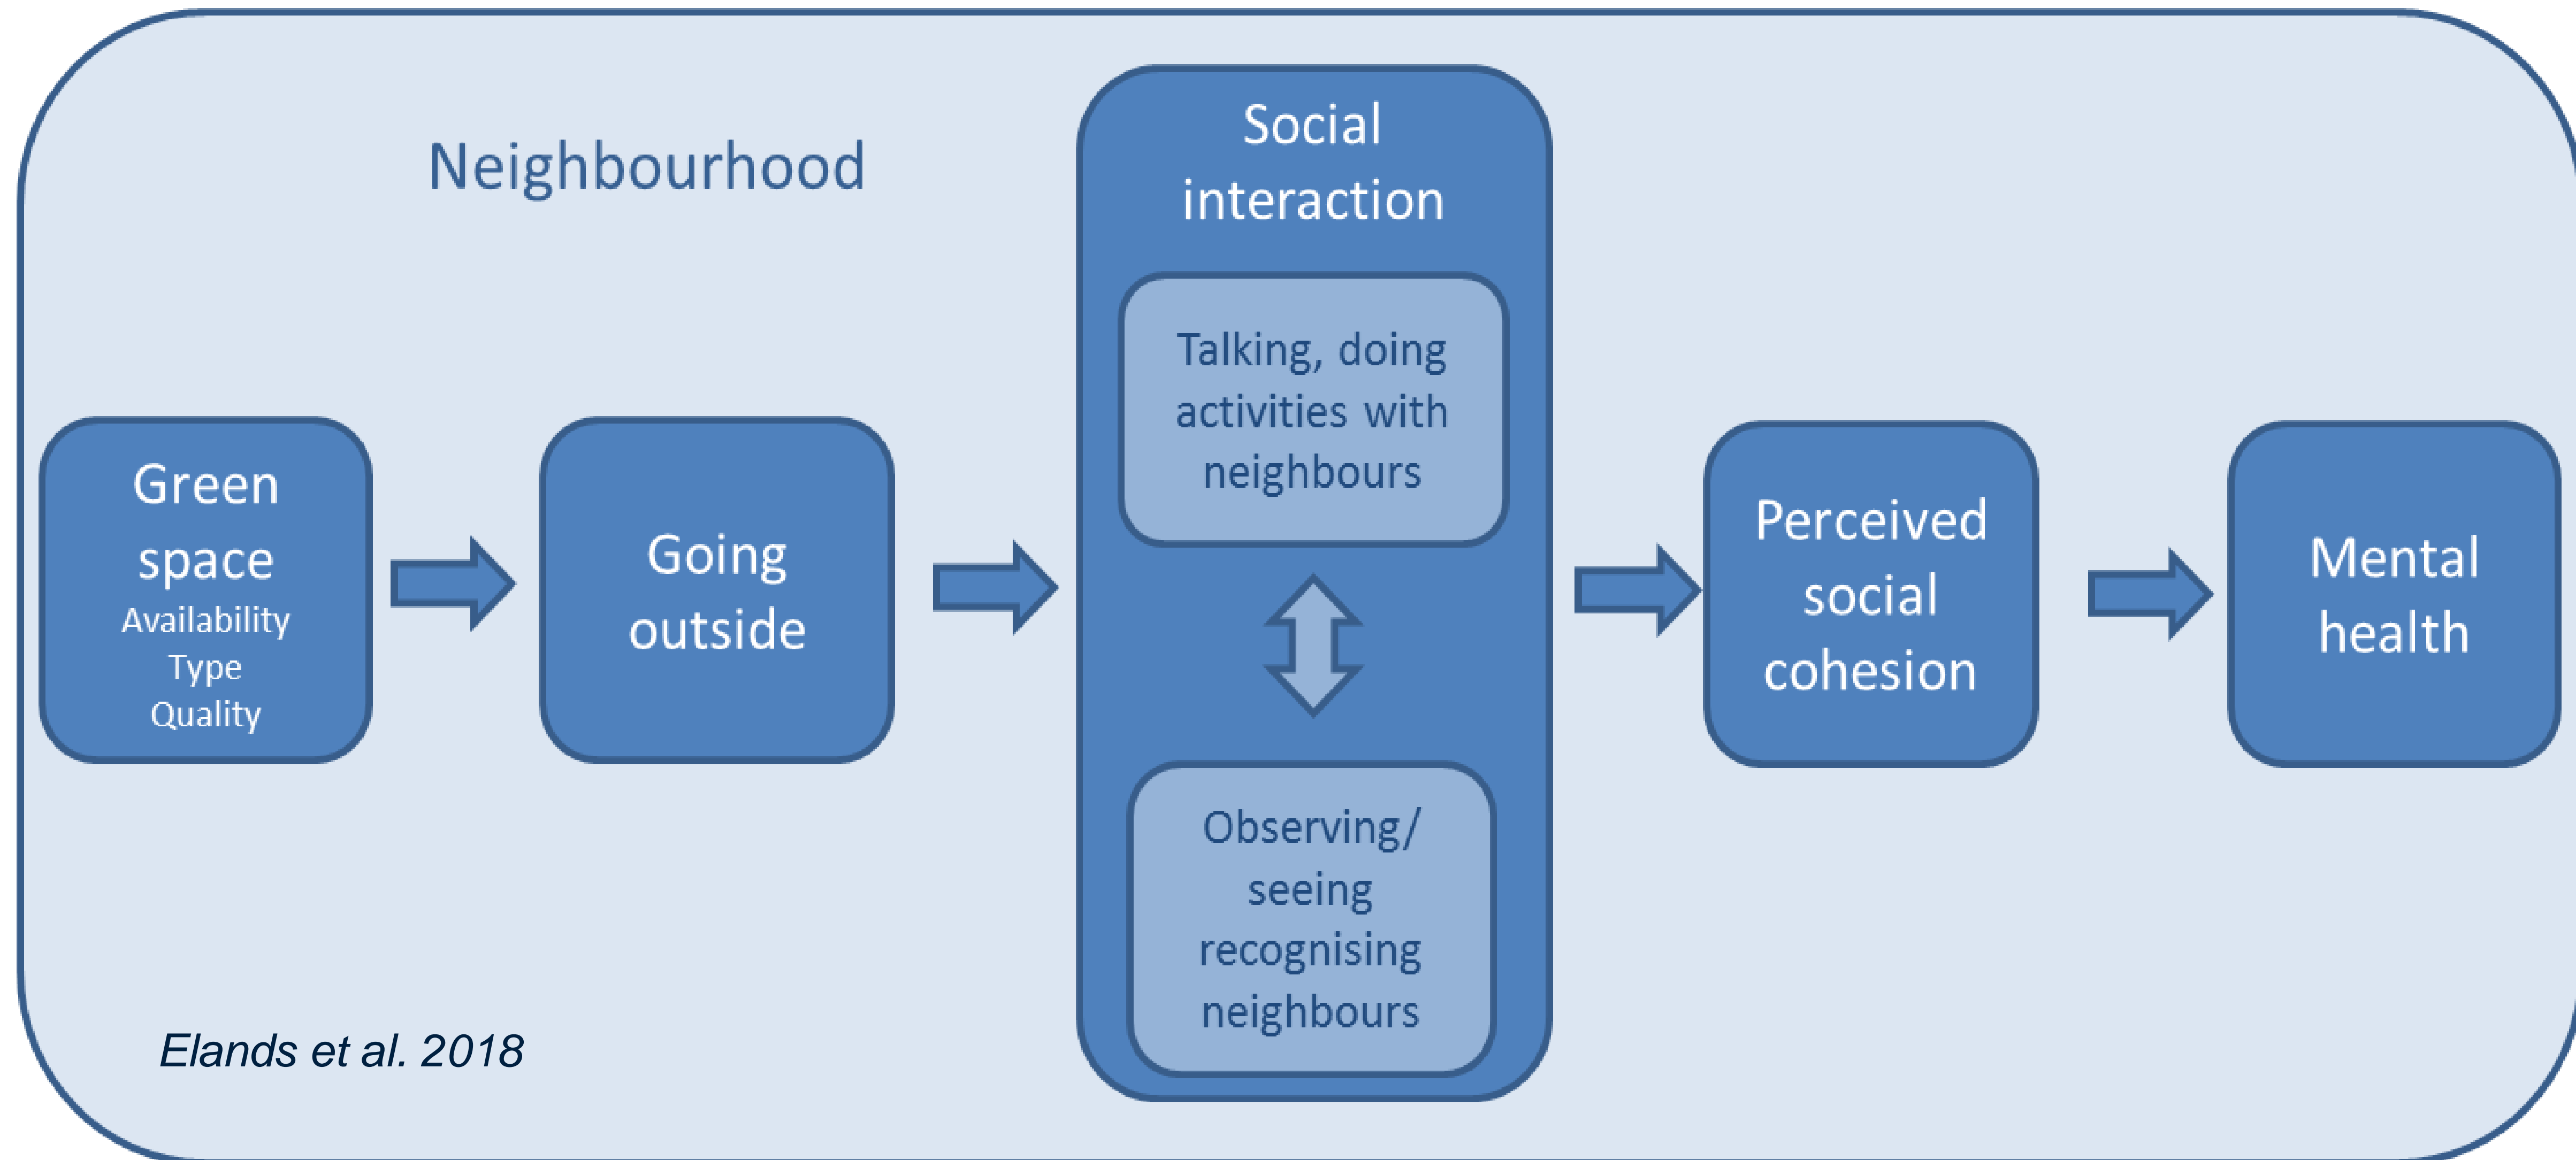 Neighbourhood
Green
space
Availability
Type
Quality
Going
outside
Social
interaction
Talking, doing
activities with
neighbours
Observing/
seeing
recognising
neighbours
Perceived
social
cohesion
Mental
health
Elands et al. 2018